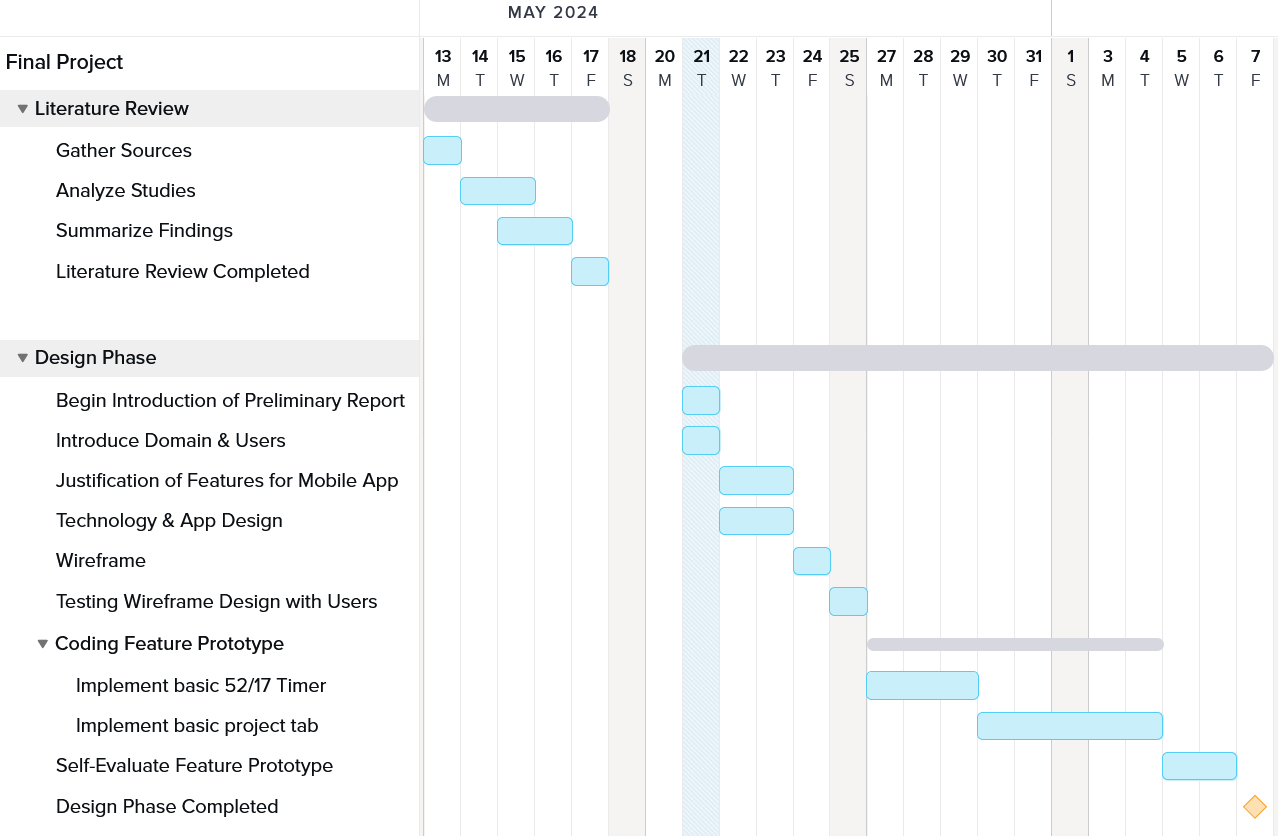 MAY 2024
Final Project
13 14 15 16 17 18 20 21 22 23 24 25 27 28 29 30 31 1 3 4 5 6 7
M T W T F S M T W T F S M T W T F S M T W T F
Literature Review
Gather Sources
Analyze Studies
Summarize Findings
Literature Review Completed
Design Phase
Begin Introduction of Preliminary Report
Introduce Domain & Users
Justification of Features for Mobile App
Technology & App Design
Wireframe
Testing Wireframe Design with Users
Coding Feature Prototype
Implement basic 52/17 Timer
Implement basic project tab
Self-Evaluate Feature Prototype
Design Phase Completed